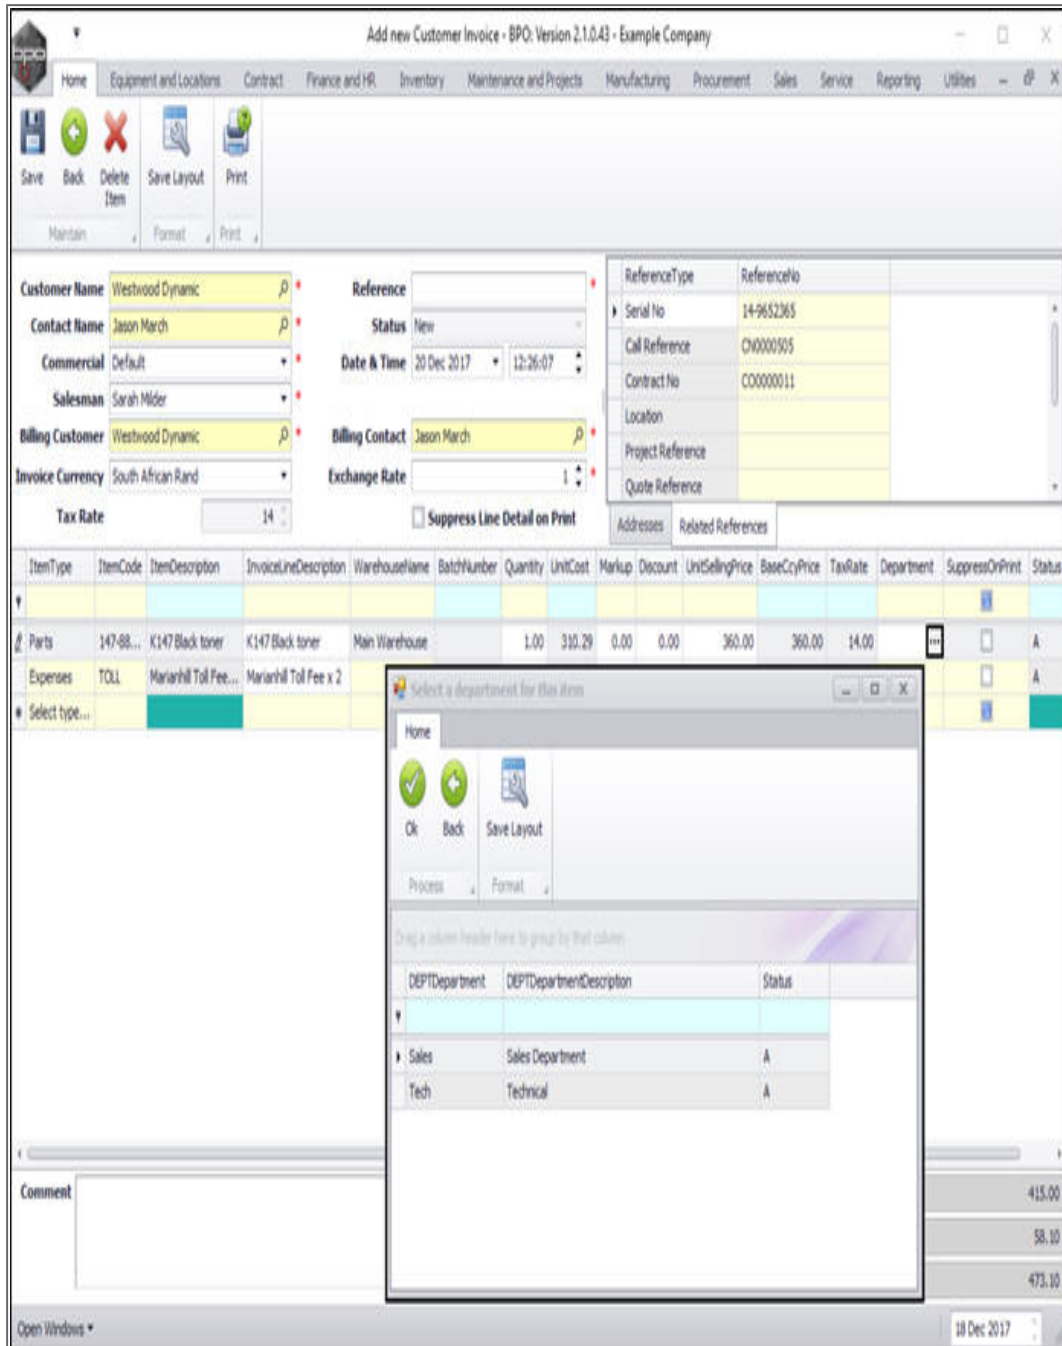 Add new Customer Invoice - BPO: Version 2.1.0.43 - Example Company
bpo
Home Equipment and Locations Contract Finance and HR Inventory Maintenance and Projects Manufacturing Procurement Sales Service Reporting Utilities
Save Back Delete Item Save Layout Print
Maintain Format Print
Customer Name Westwood Dynamic * Reference *
Contact Name Jason March * Status New
Commercial Default * Date & Time 20 Dec 2017 12:26:07
Salesman Sarah Milder *
Billing Customer Westwood Dynamic * Billing Contact Jason March *
Invoice Currency South African Rand Exchange Rate 1 *
Tax Rate 14 Suppress Line Detail on Print
ReferenceType ReferenceNo
Serial No 14-9652365
Call Reference CN0000505
Contract No CO0000011
Location
Project Reference
Quote Reference
Addresses Related References
ItemType ItemCode ItemDescription InvoiceLineDescription WarehouseName BatchNumber Quantity UnitCost Markup Discount UnitSellingPrice BaseCcyPrice TaxRate Department SuppressOnPrint Status
Parts 147-88... K147 Black toner K147 Black toner Main Warehouse 1.00 310.29 0.00 0.00 360.00 360.00 14.00 ... A
Expenses TOLL Marianhill Toll Fee... Marianhill Toll Fee x 2 A
Select type...
Select a department for this item
Home
Ok Back Save Layout
Process Format
Drag a column header here to group by that column
DEPTDepartment DEPTDepartmentDescription Status
Sales Sales Department A
Tech Technical A
Comment
415.00
58.10
473.10
Open Windows 18 Dec 2017